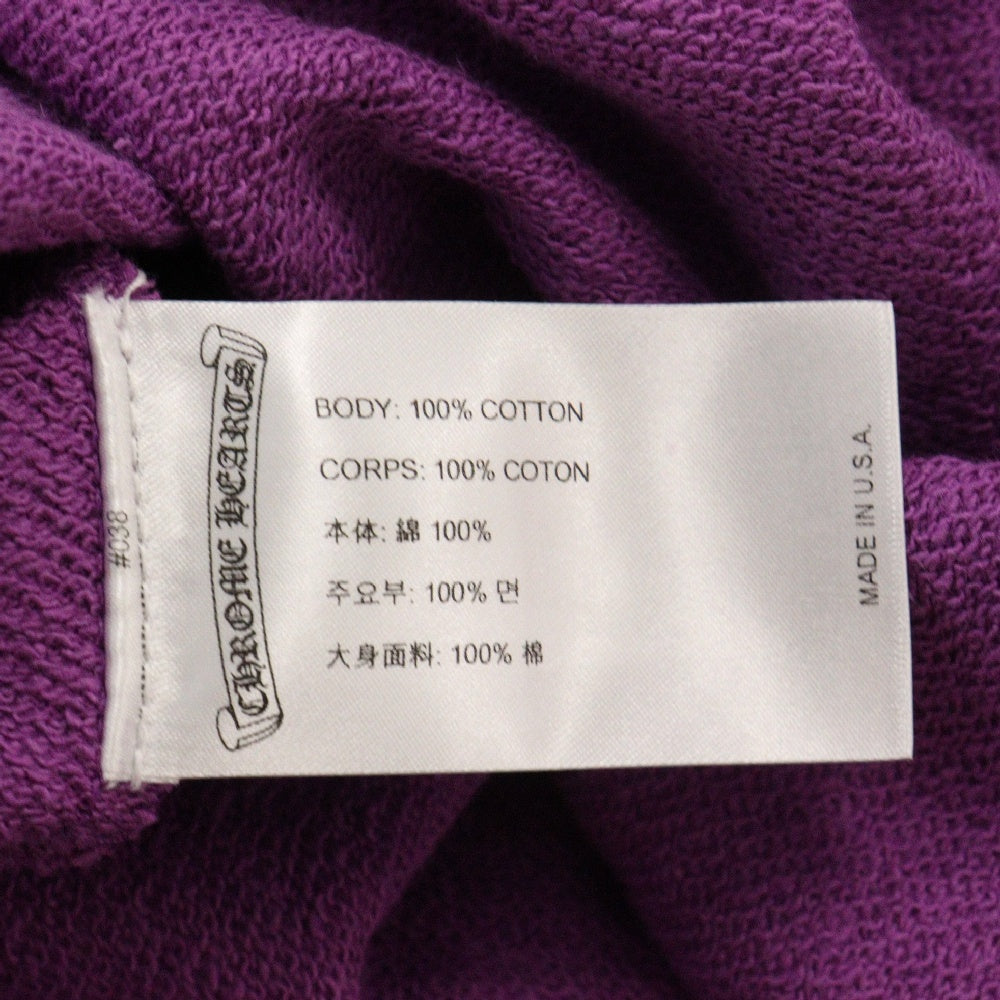 #038
CHROME HEARTS
BODY: 100% COTTON
CORPS: 100% COTON
本体: 綿 100%
주요부: 100% 면
大身面料: 100% 棉
MADE IN U.S.A.